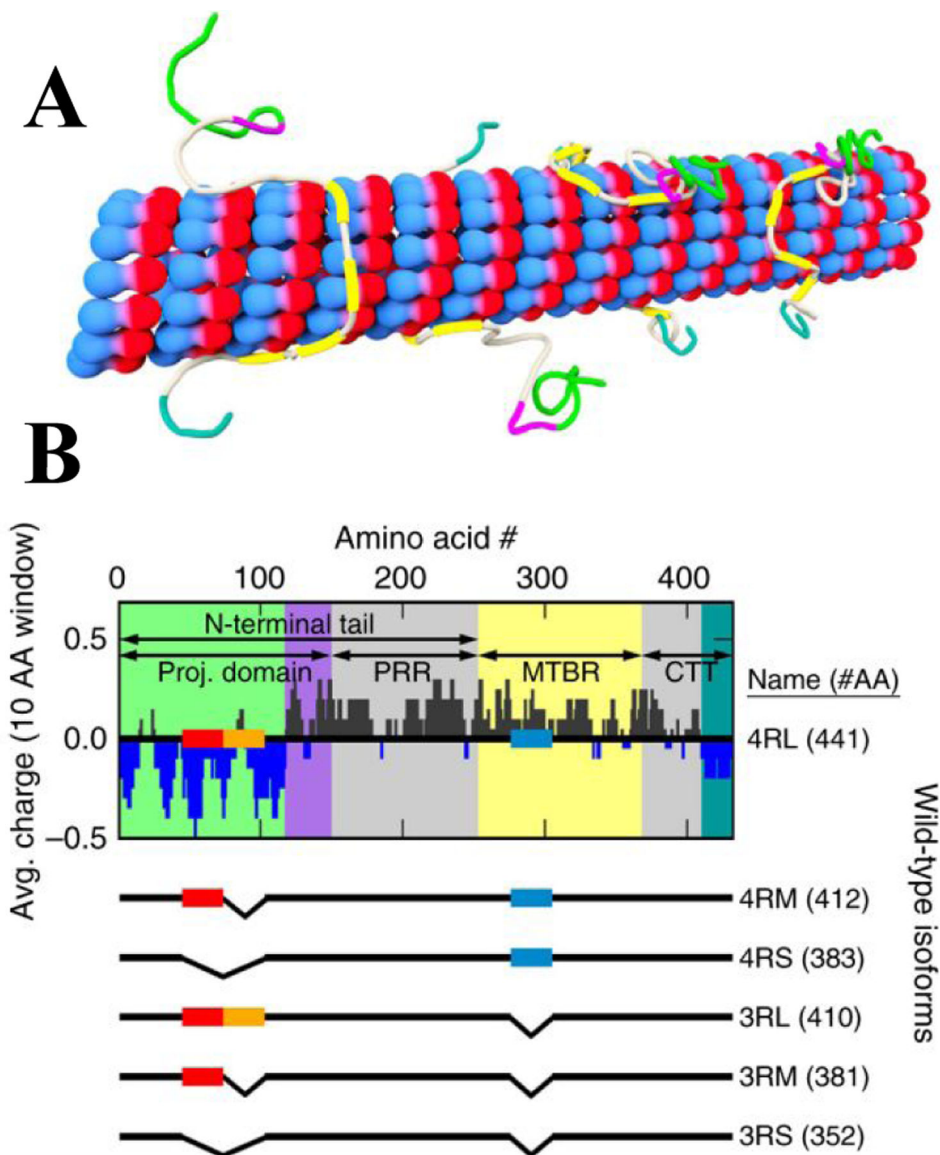 A
B
Amino acid #
0 100 200 300 400
N-terminal tail
Proj. domain PRR MTBR CTT
Avg. charge (10 AA window)
0.5
0.0
−0.5
Name (#AA)
4RL (441)
4RM (412)
4RS (383)
3RL (410)
3RM (381)
3RS (352)
Wild-type isoforms